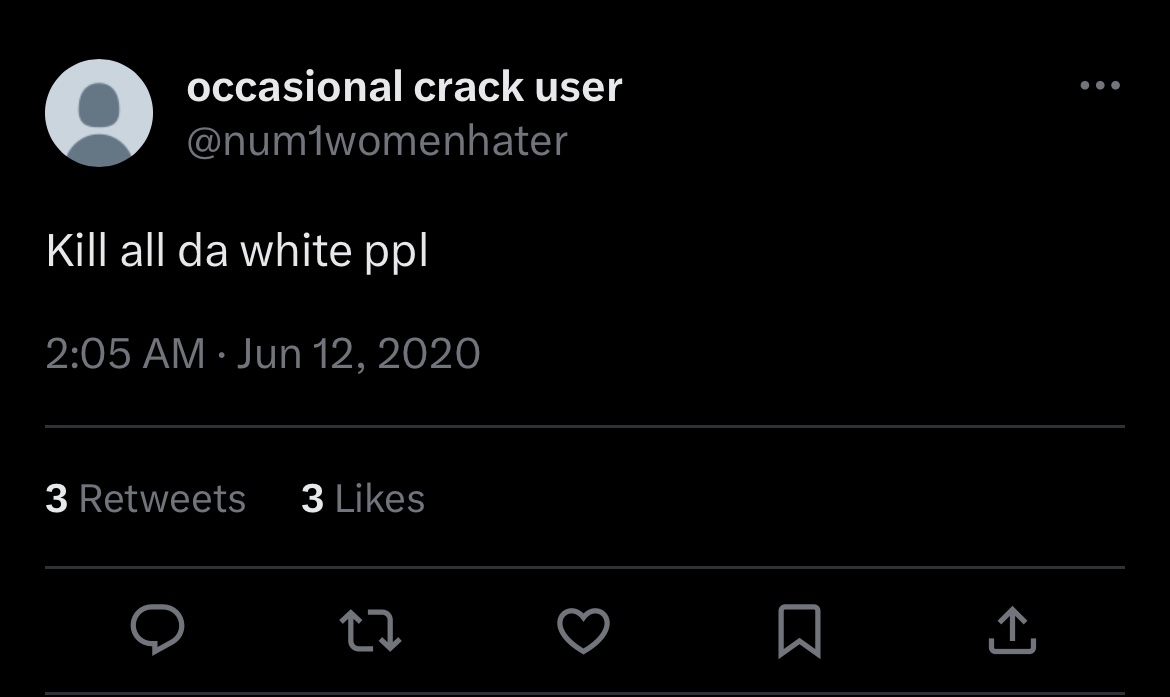 occasional crack user
@num1womenhater
Kill all da white ppl
2:05 AM · Jun 12, 2020
3 Retweets 3 Likes